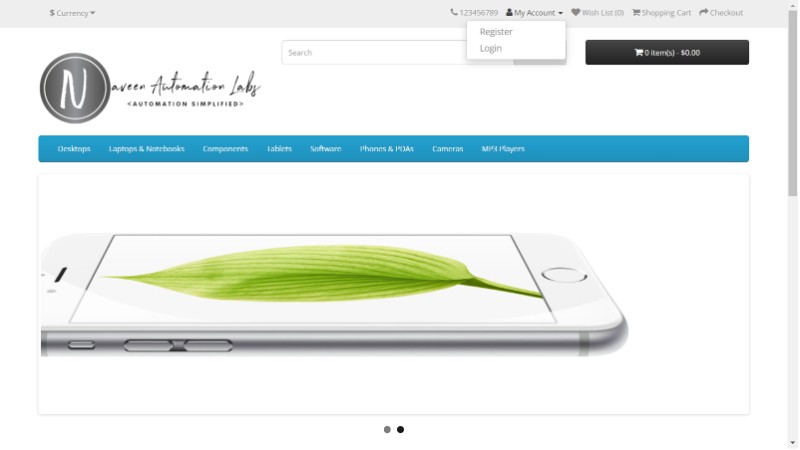 $ Currency
123456789 My Account Wish List (0) Shopping Cart Checkout
Register
Login
Search
0 item(s) - $0.00
N
aveen Automation Labs
<AUTOMATION SIMPLIFIED>
Desktops Laptops & Notebooks Components Tablets Software Phones & PDAs Cameras MP3 Players